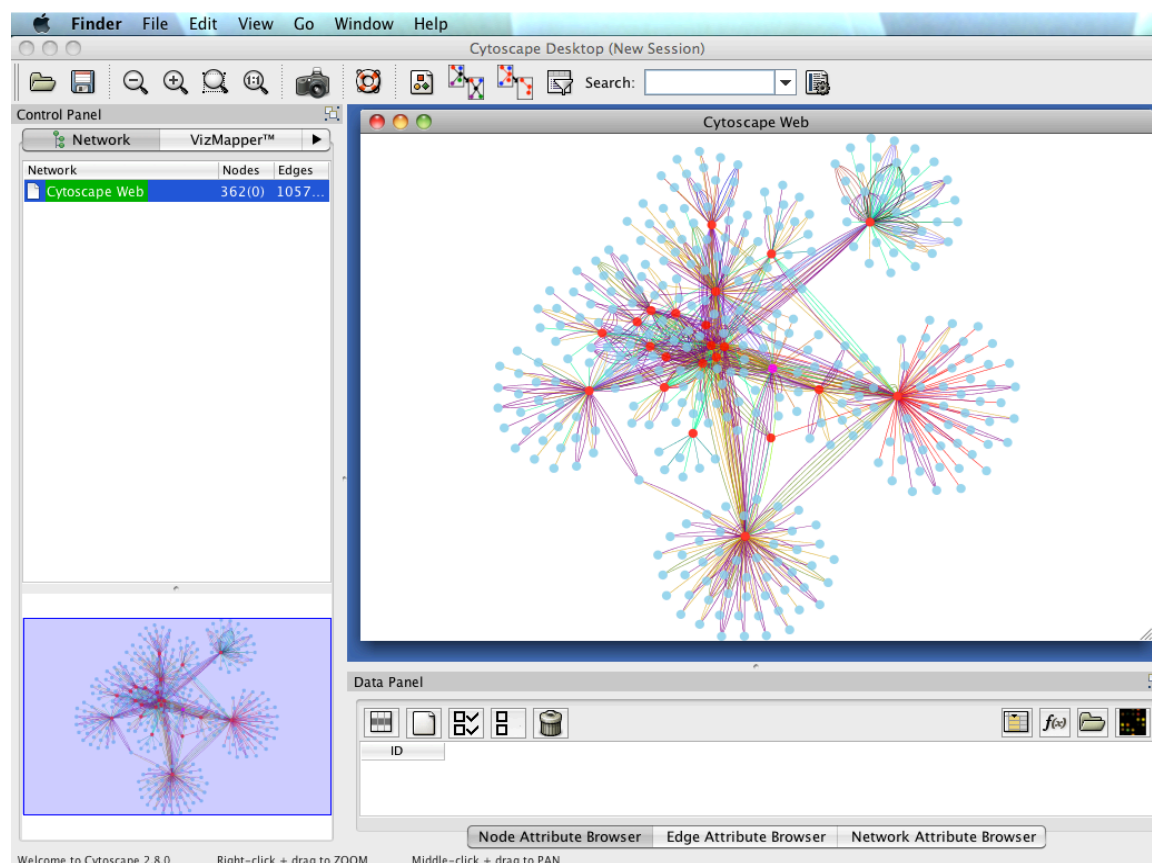 Finder File Edit View Go Window Help
Cytoscape Desktop (New Session)
1:1
Search:
Control Panel
Network VizMapper™
Network Nodes Edges
Cytoscape Web 362(0) 1057...
Cytoscape Web
Data Panel
f(x)
ID
Node Attribute Browser Edge Attribute Browser Network Attribute Browser
Welcome to Cytoscape 2.8.0 Right-click + drag to ZOOM Middle-click + drag to PAN